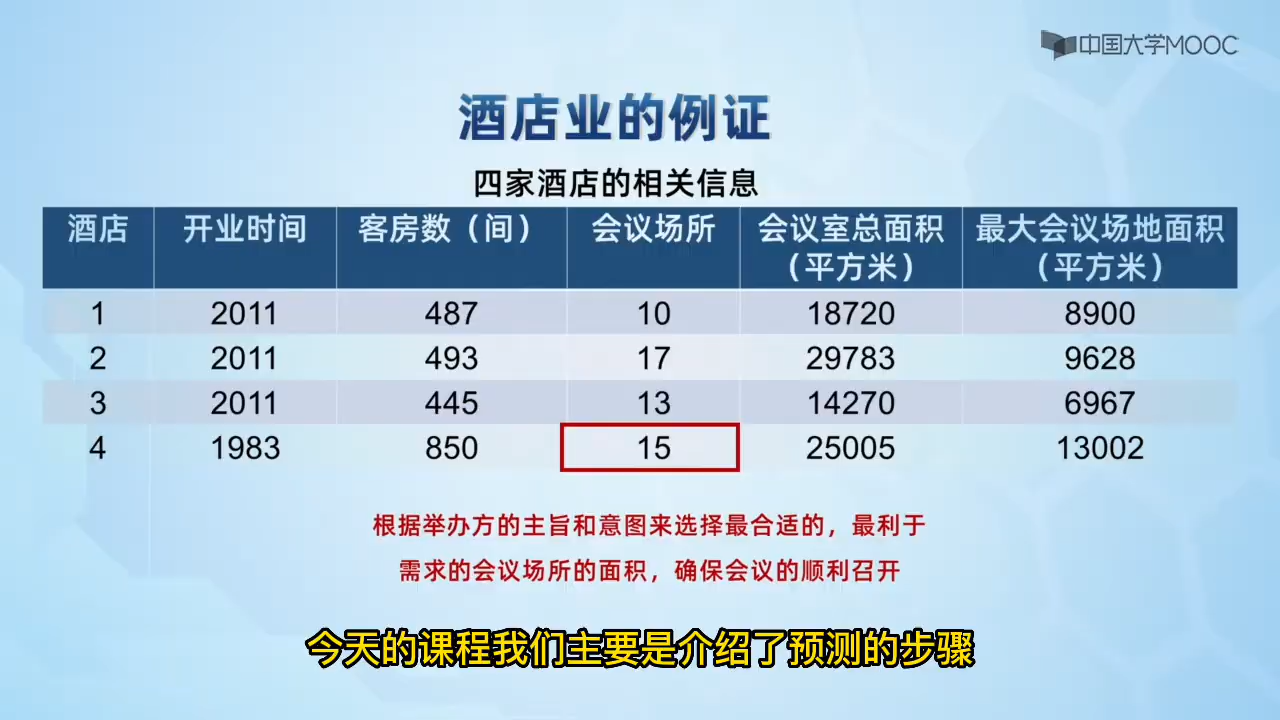 中国大学MOOC
酒店业的例证
四家酒店的相关信息
酒店 开业时间 客房数（间） 会议场所 会议室总面积（平方米） 最大会议场地面积（平方米）
1 2011 487 10 18720 8900
2 2011 493 17 29783 9628
3 2011 445 13 14270 6967
4 1983 850 15 25005 13002
根据举办方的主旨和意图来选择最合适的，最利于
需求的会议场所的面积，确保会议的顺利召开
今天的课程我们主要是介绍了预测的步骤